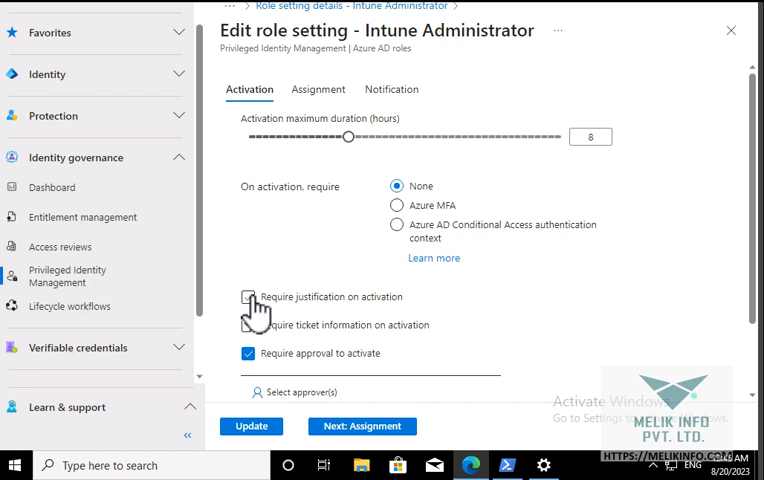 ··· > Role setting details - Intune Administrator >
Edit role setting - Intune Administrator ···
Privileged Identity Management | Azure AD roles
Favorites
Identity
Protection
Identity governance
Dashboard
Entitlement management
Access reviews
Privileged Identity
Management
Lifecycle workflows
Verifiable credentials
Learn & support
«
Activation Assignment Notification
Activation maximum duration (hours)
8
On activation, require
None
Azure MFA
Azure AD Conditional Access authentication
context
Learn more
Require justification on activation
quire ticket information on activation
Require approval to activate
Select approver(s)
Update Next: Assignment
Activate Windows
Go to Settings to
MELIK INFO
PVT. LTD.
HTTPS://MELIKINFO.COM
Type here to search
AM
8/20/2023